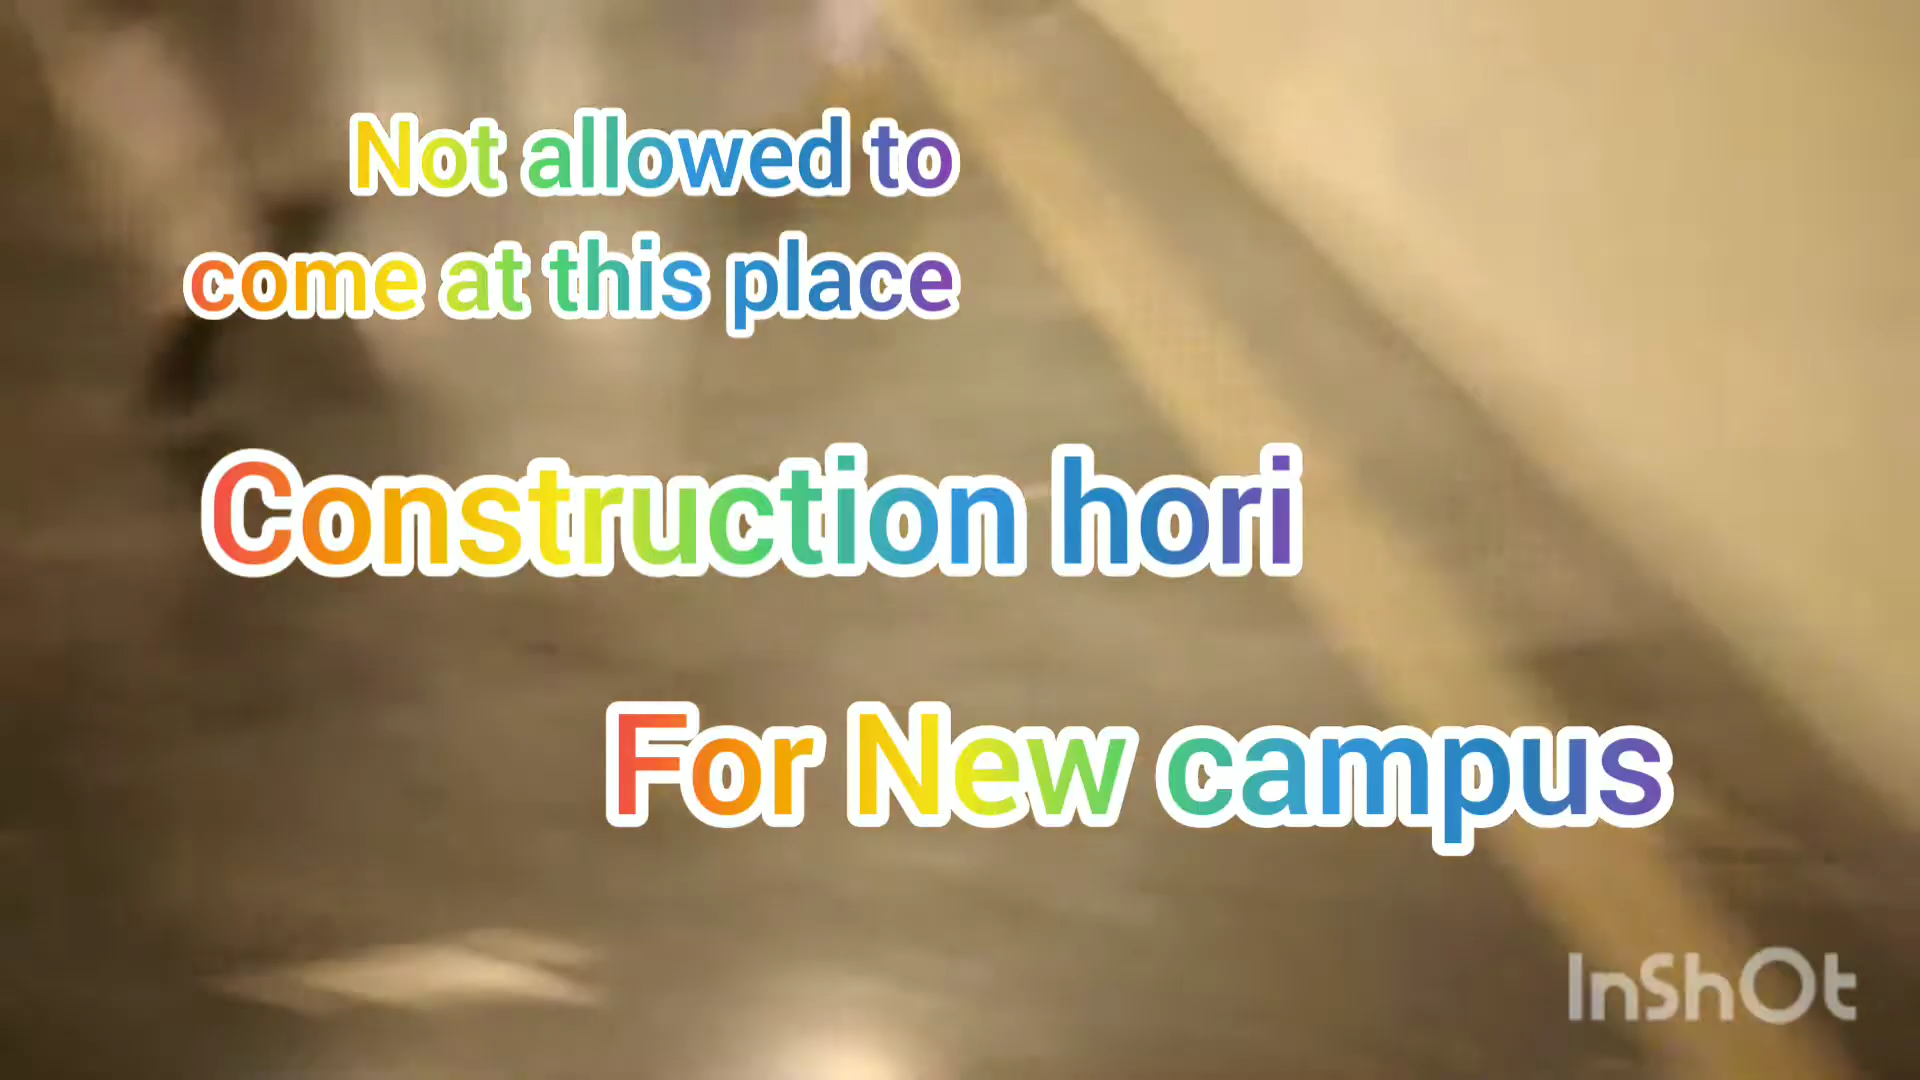 Not allowed to
come at this place
Construction hori
For New campus
InShOt